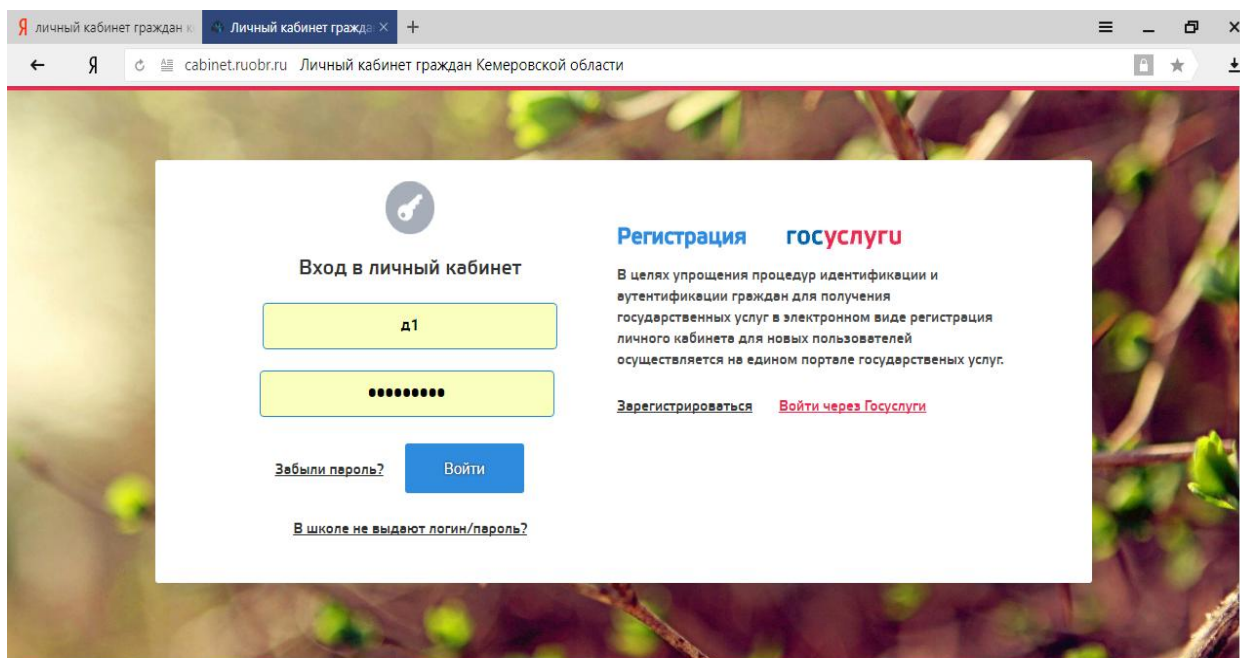 Я личный кабинет граждан к
Личный кабинет гражда
Я cabinet.ruobr.ru Личный кабинет граждан Кемеровской области
Вход в личный кабинет
д1
•••••••••
Забыли пароль? Войти
В школе не выдают логин/пароль?
Регистрация госуслуги
В целях упрощения процедур идентификации и
аутентификации граждан для получения
государственных услуг в электронном виде регистрация
личного кабинета для новых пользователей
осуществляется на едином портале государственых услуг.
Зарегистрироваться Войти через Госуслуги